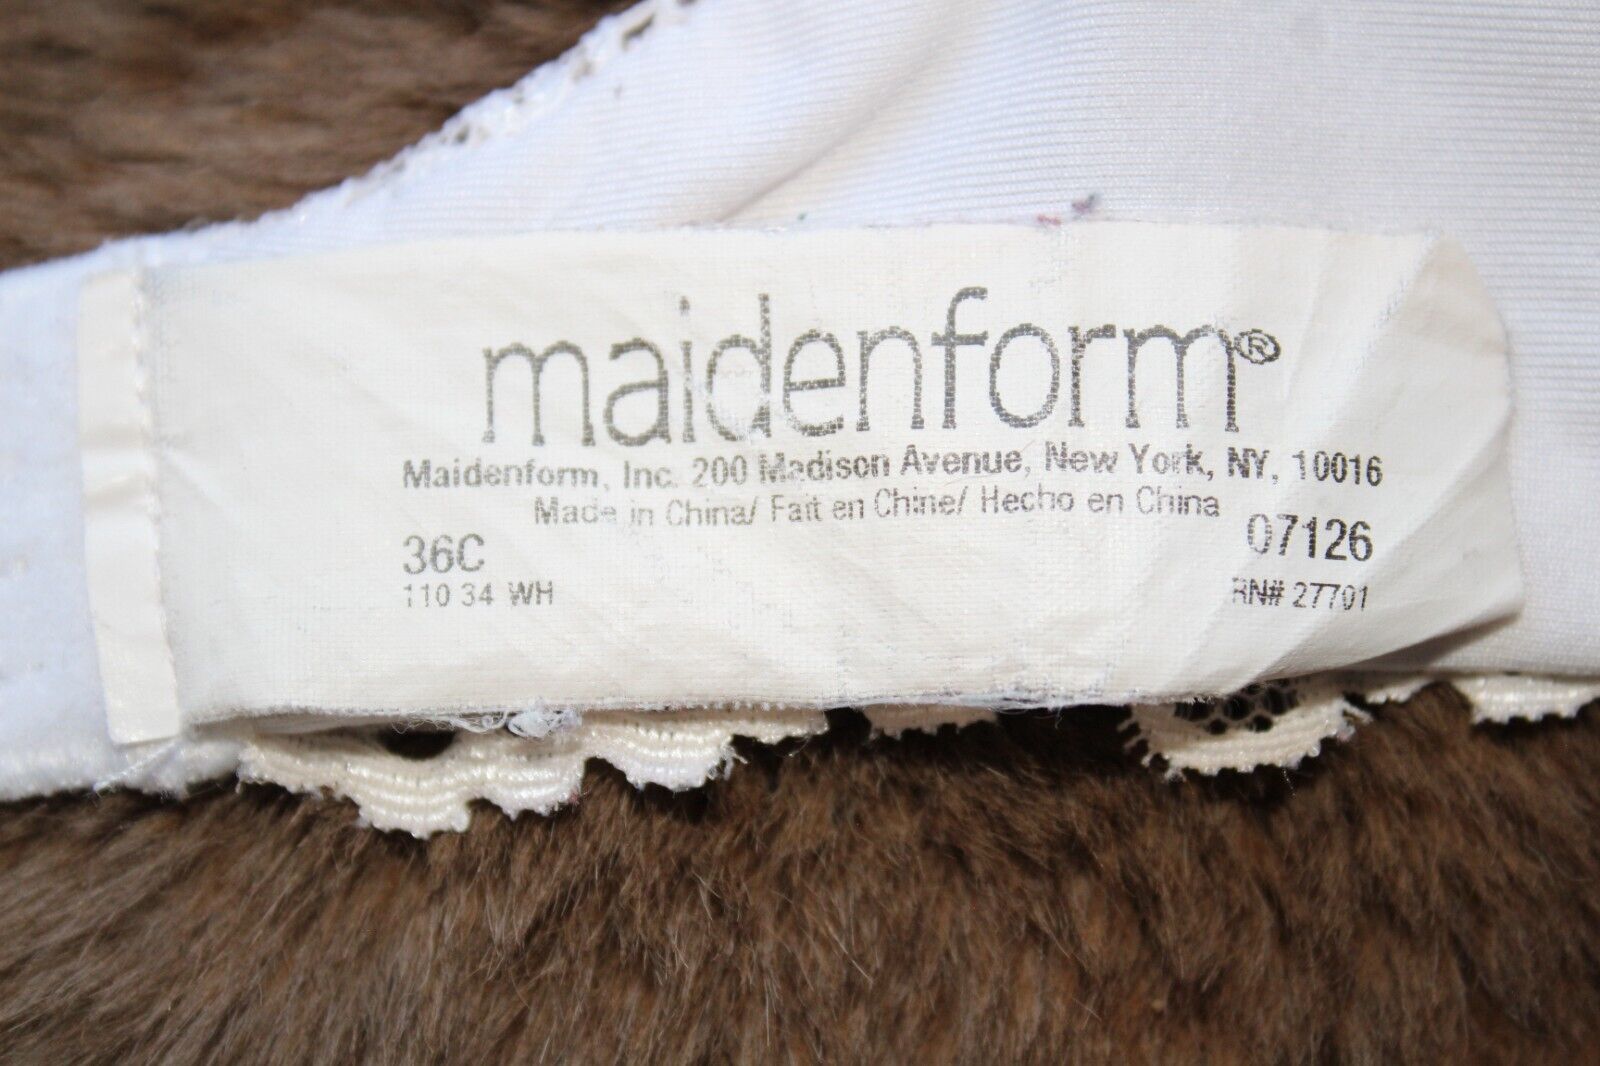 maidenform®
Maidenform, Inc. 200 Madison Avenue, New York, NY, 10016
Made in China/ Fait en Chine/ Hecho en China
36C 07126
110 34 WH RN# 27701